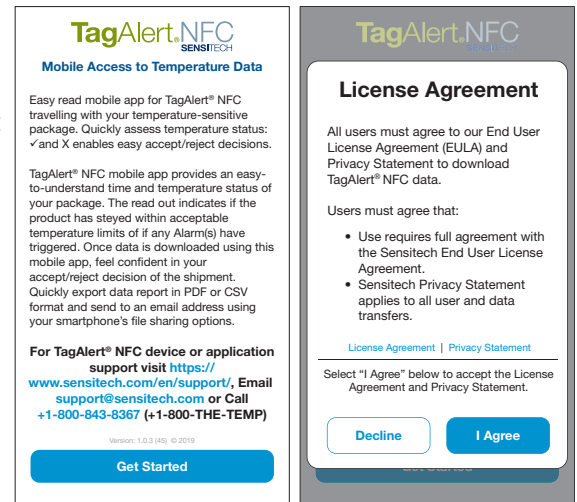 TagAlert®NFC
SENSITECH
Mobile Access to Temperature Data
Easy read mobile app for TagAlert® NFC
travelling with your temperature-sensitive
package. Quickly assess temperature status:
✓and X enables easy accept/reject decisions.
TagAlert® NFC mobile app provides an easy-
to-understand time and temperature status of
your package. The read out indicates if the
product has steyed within acceptable
temperature limits of if any Alarm(s) have
triggered. Once data is downloaded using this
mobile app, feel confident in your
accept/reject decision of the shipment.
Quickly export data report in PDF or CSV
format and send to an email address using
your smartphone's file sharing options.
For TagAlert® NFC device or application
support visit https://
www.sensitech.com/en/support/, Email
support@sensitech.com or Call
+1-800-843-8367 (+1-800-THE-TEMP)
Version: 1.0.3 (45) © 2019
Get Started
TagAlert®NFC
SENSITECH
License Agreement
All users must agree to our End User
License Agreement (EULA) and
Privacy Statement to download
TagAlert® NFC data.
Users must agree that:
• Use requires full agreement with
the Sensitech End User License
Agreement.
• Sensitech Privacy Statement
applies to all user and data
transfers.
License Agreement | Privacy Statement
Select "I Agree" below to accept the License
Agreement and Privacy Statement.
Decline
I Agree
Get Started